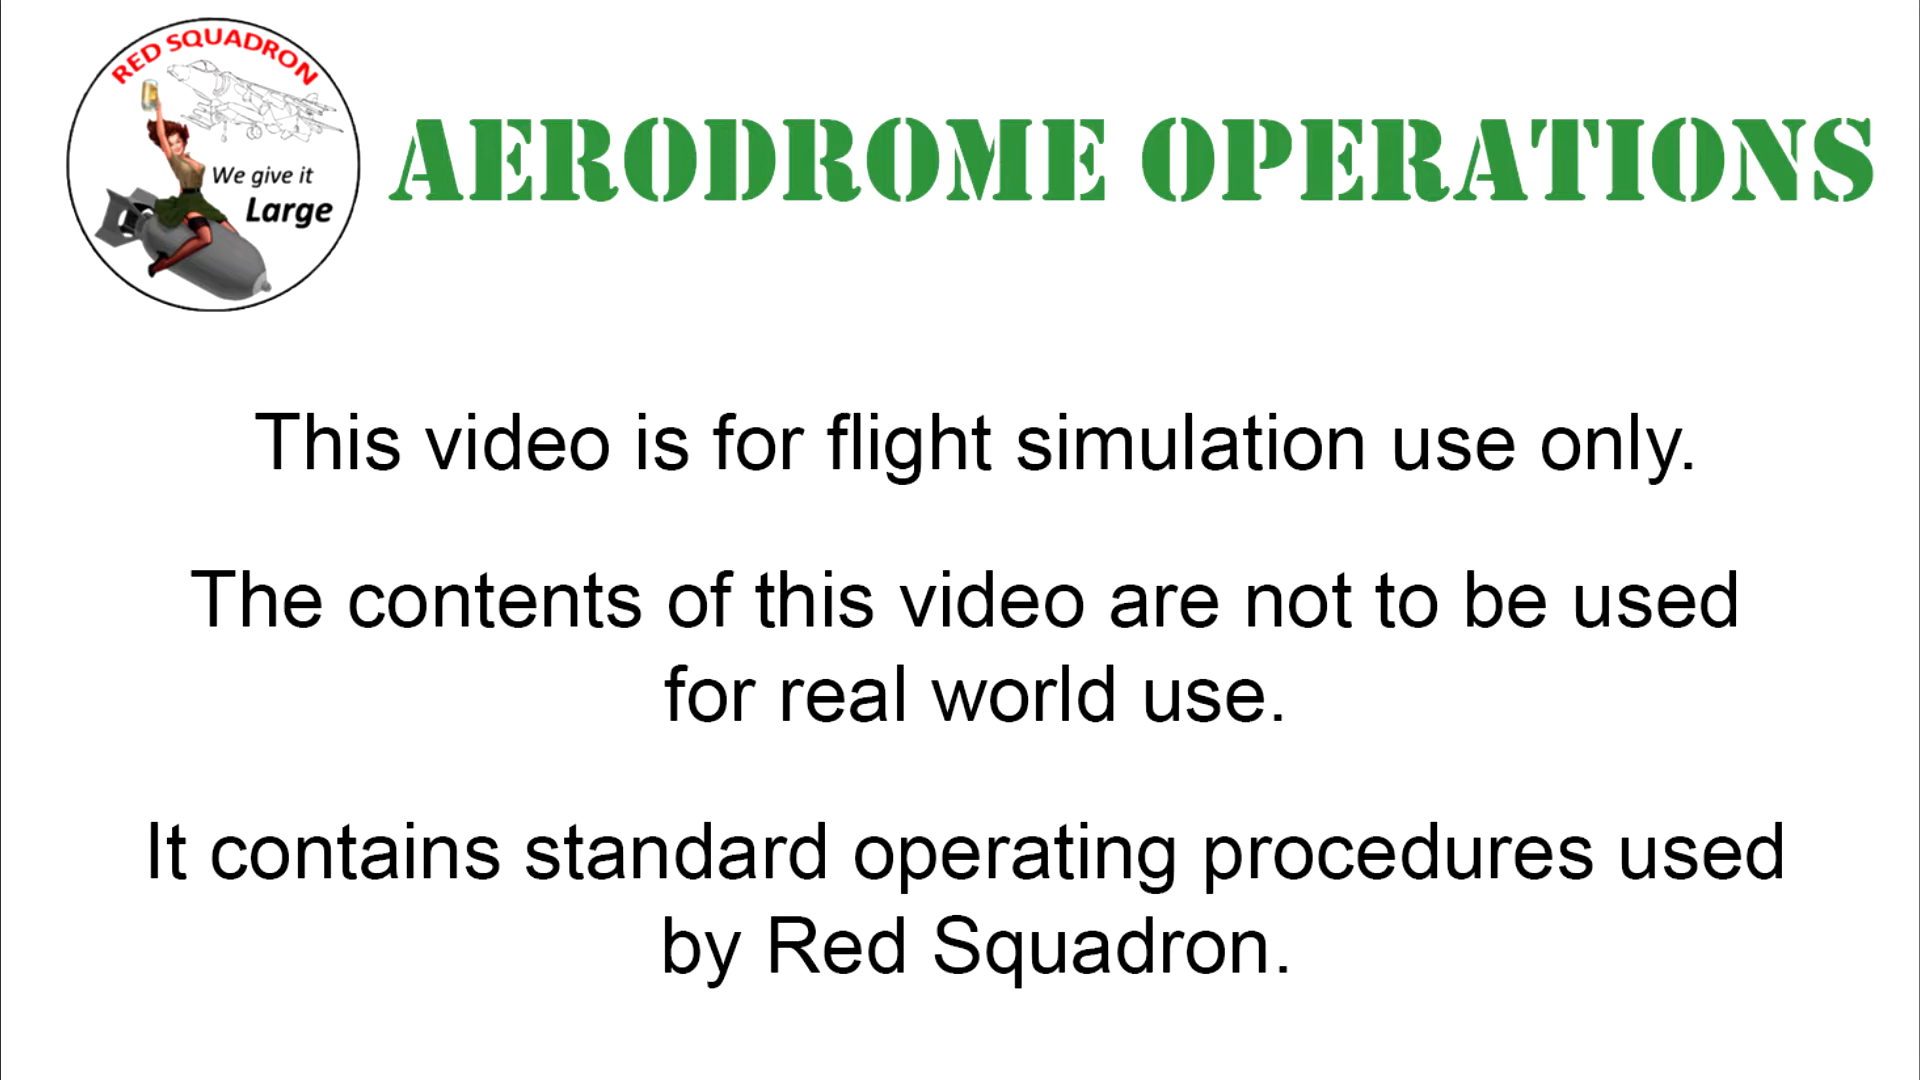 RED SQUADRON
We give it
Large
AERODROME OPERATIONS
This video is for flight simulation use only.
The contents of this video are not to be used
for real world use.
It contains standard operating procedures used
by Red Squadron.